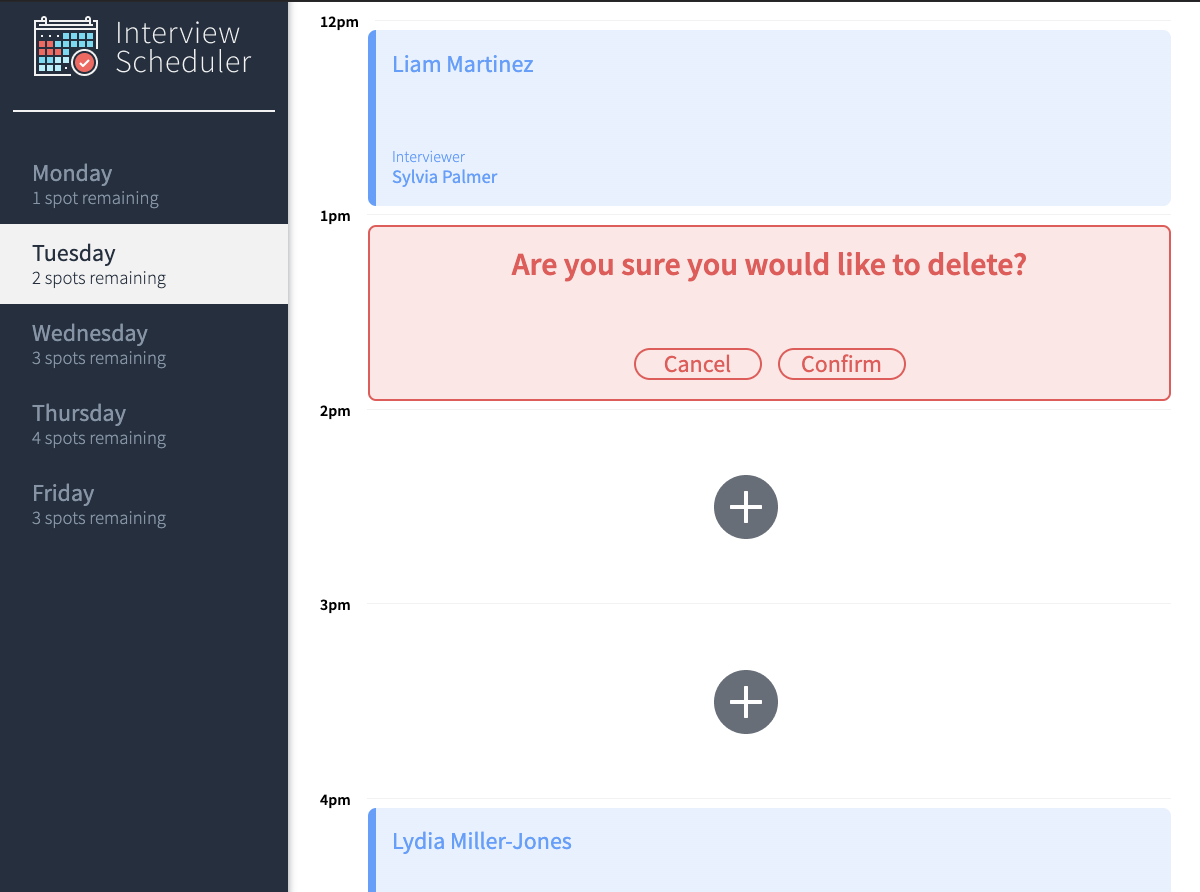 Interview
Scheduler
Monday
1 spot remaining
Tuesday
2 spots remaining
Wednesday
3 spots remaining
Thursday
4 spots remaining
Friday
3 spots remaining
12pm
Liam Martinez
Interviewer
Sylvia Palmer
1pm
Are you sure you would like to delete?
Cancel Confirm
2pm
3pm
4pm
Lydia Miller-Jones